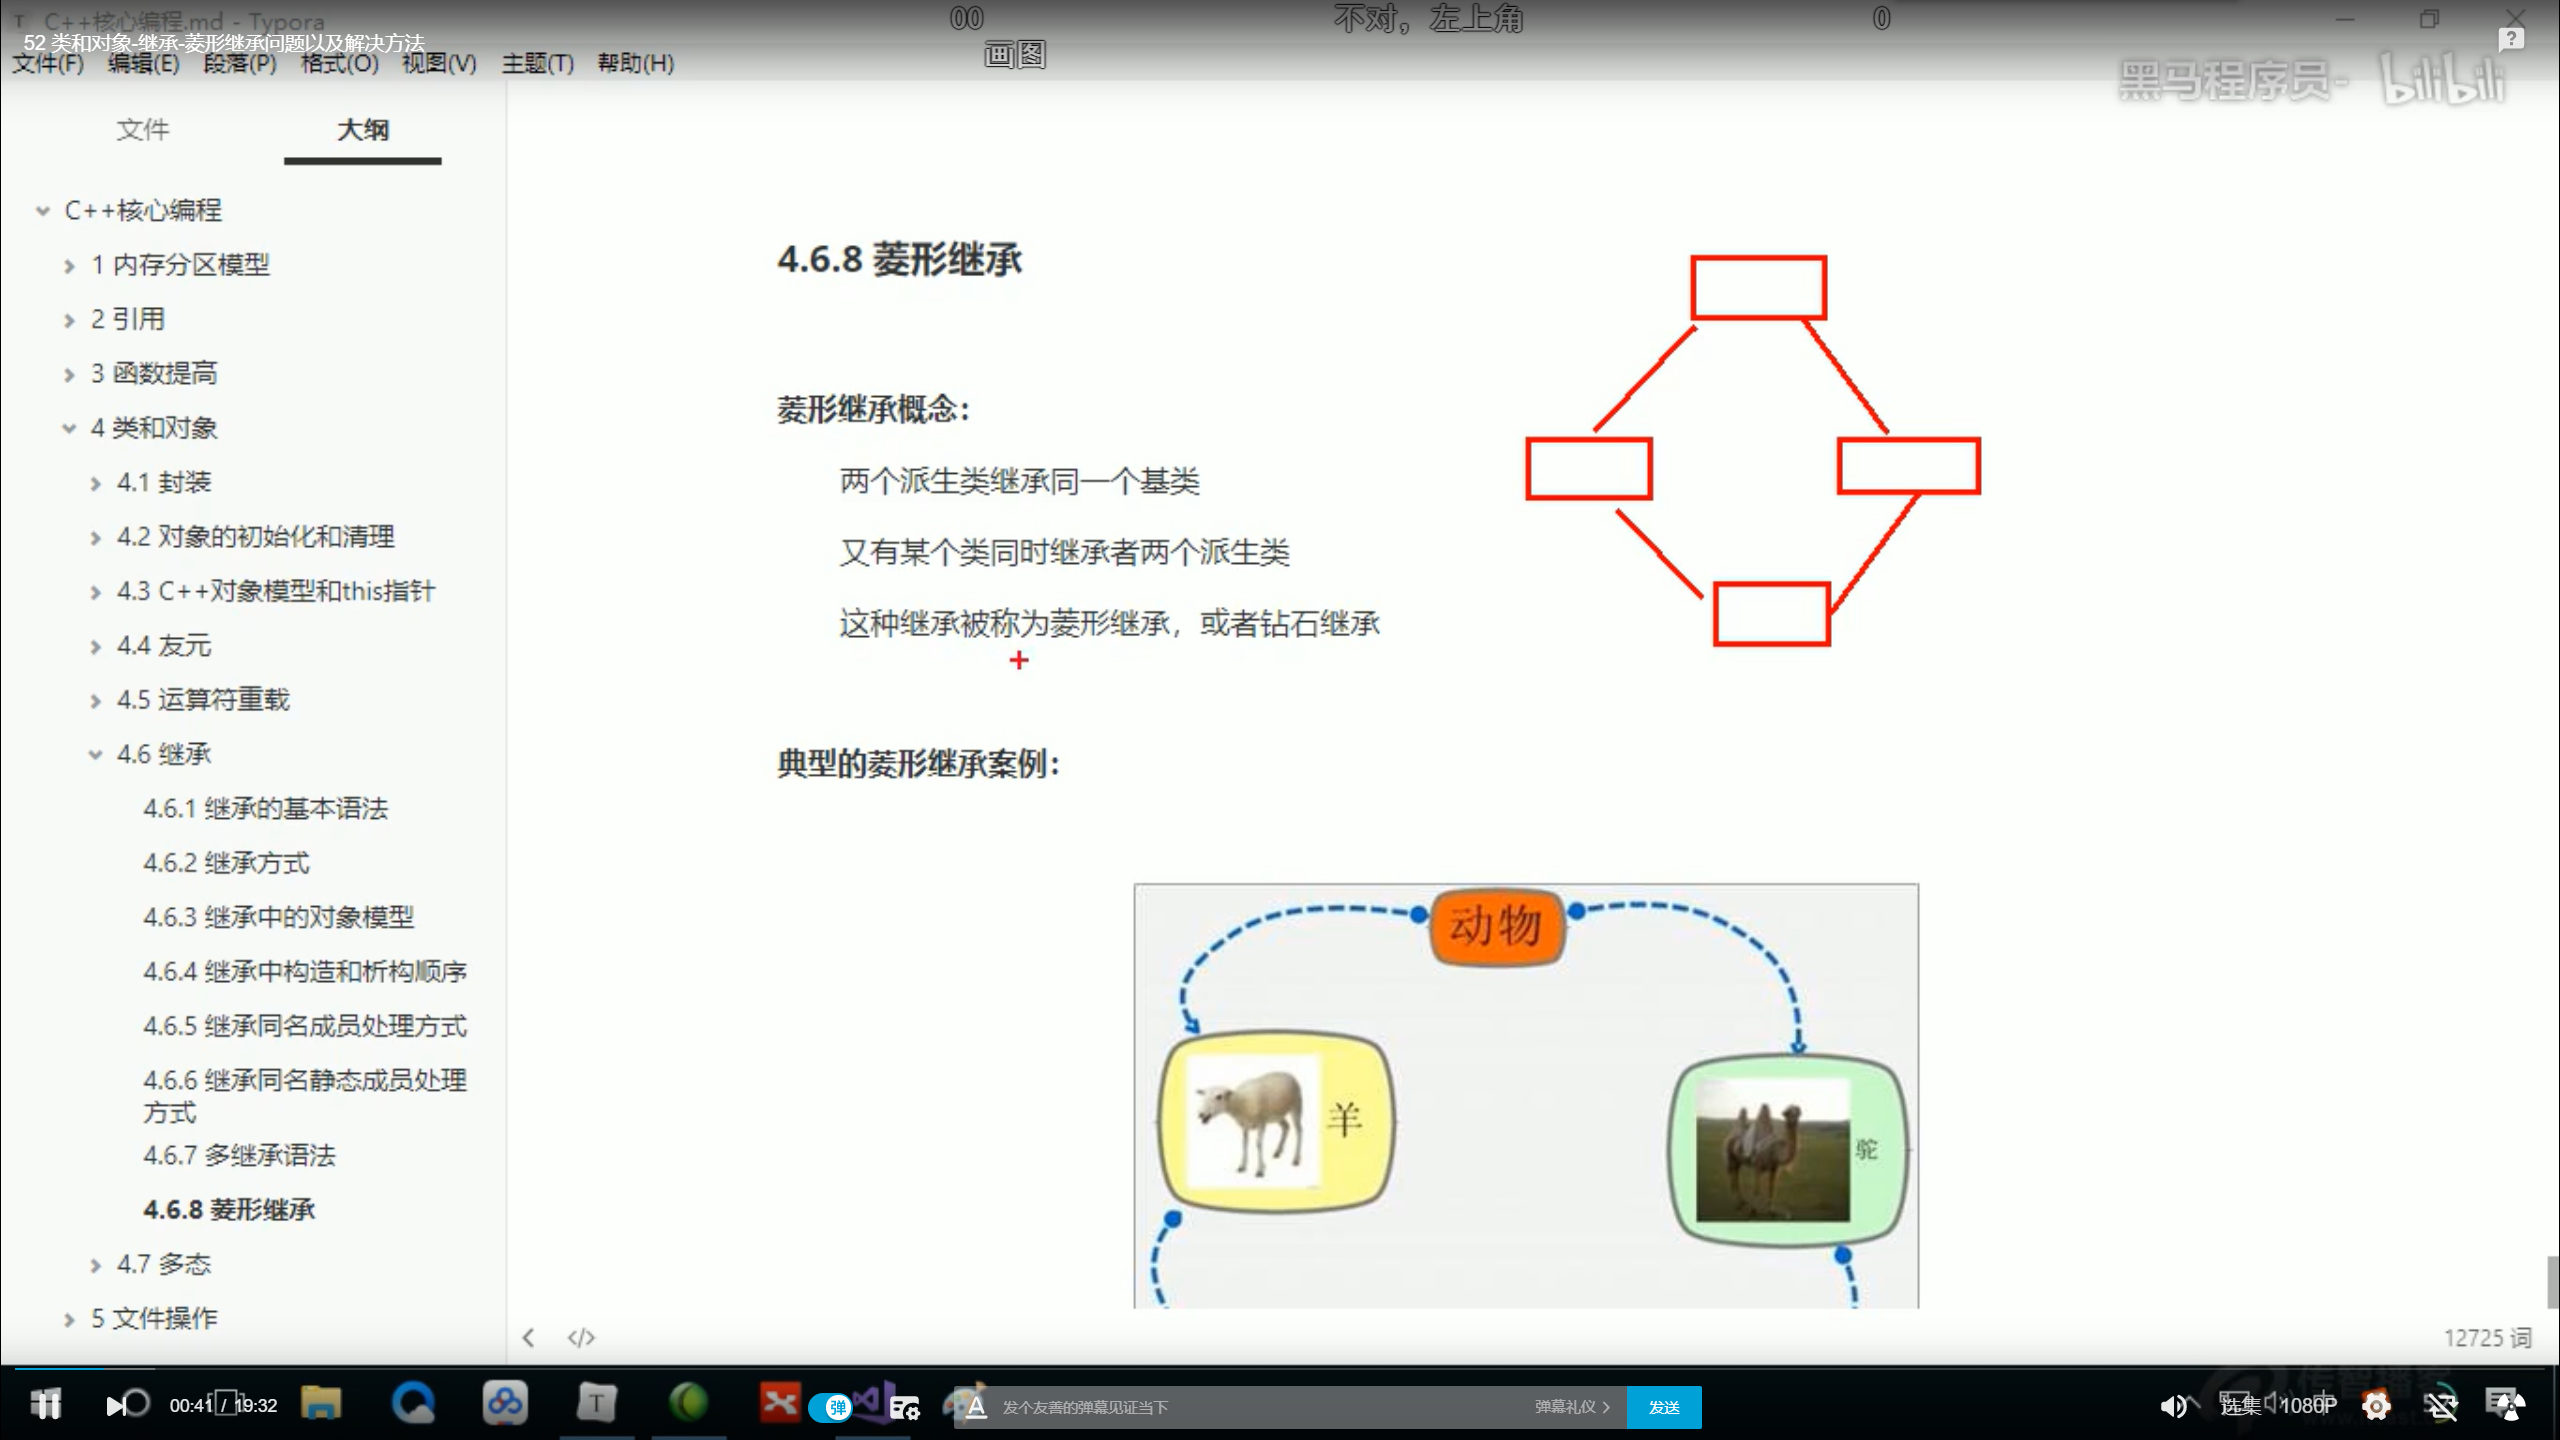 C++核心编程.md - Typora
00
不对，左上角
0
52 类和对象-继承-菱形继承问题以及解决方法
画图
文件(F) 编辑(E) 段落(P) 格式(O) 视图(V) 主题(T) 帮助(H)
黑马程序员- bilibili
文件 大纲
C++核心编程
1 内存分区模型
2 引用
3 函数提高
4 类和对象
4.1 封装
4.2 对象的初始化和清理
4.3 C++对象模型和this指针
4.4 友元
4.5 运算符重载
4.6 继承
4.6.1 继承的基本语法
4.6.2 继承方式
4.6.3 继承中的对象模型
4.6.4 继承中构造和析构顺序
4.6.5 继承同名成员处理方式
4.6.6 继承同名静态成员处理
方式
4.6.7 多继承语法
4.6.8 菱形继承
4.7 多态
5 文件操作
4.6.8 菱形继承
菱形继承概念：
两个派生类继承同一个基类
又有某个类同时继承者两个派生类
这种继承被称为菱形继承，或者钻石继承
典型的菱形继承案例：
动物
羊
驼
12725 词
00:41 / 19:32
弹
发个友善的弹幕见证当下
弹幕礼仪
发送
选集
1080P